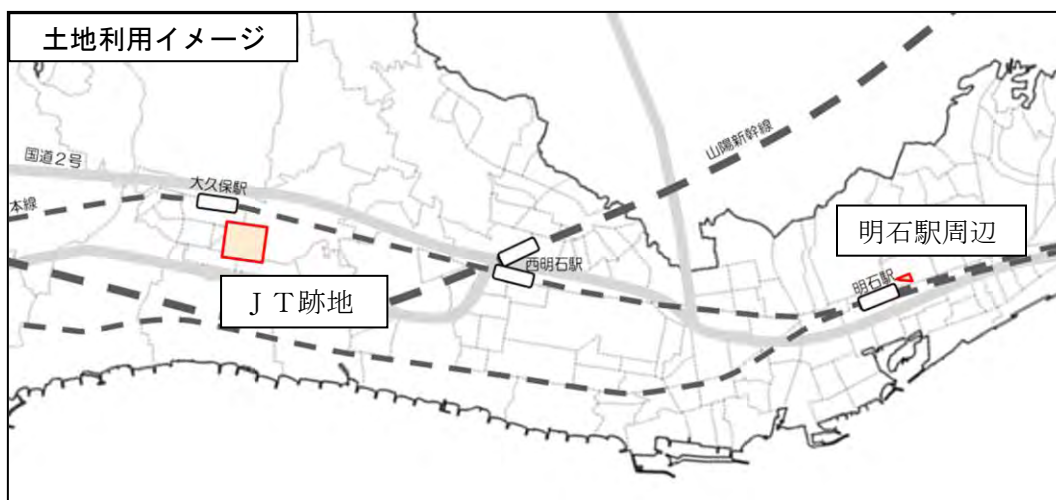 土地利用イメージ
山陽新幹線
国道２号
大久保駅
本線
明石駅周辺
西明石駅
明石駅
ＪＴ跡地